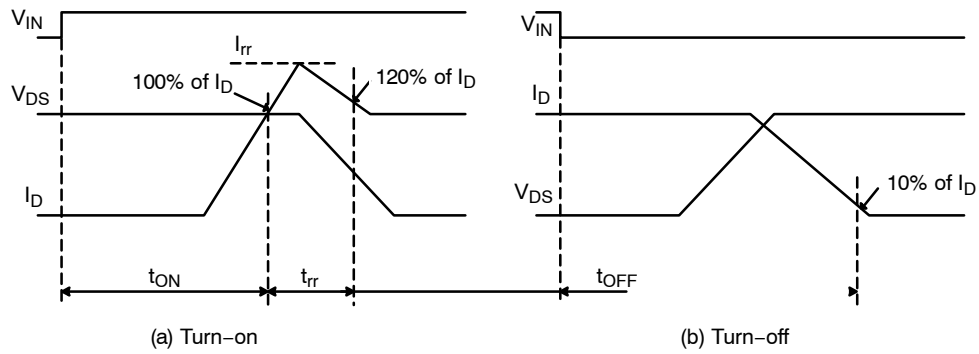 V_IN
I_rr
100% of I_D
120% of I_D
V_DS
I_D
t_ON
t_rr
(a) Turn−on
V_IN
I_D
V_DS
10% of I_D
t_OFF
(b) Turn−off